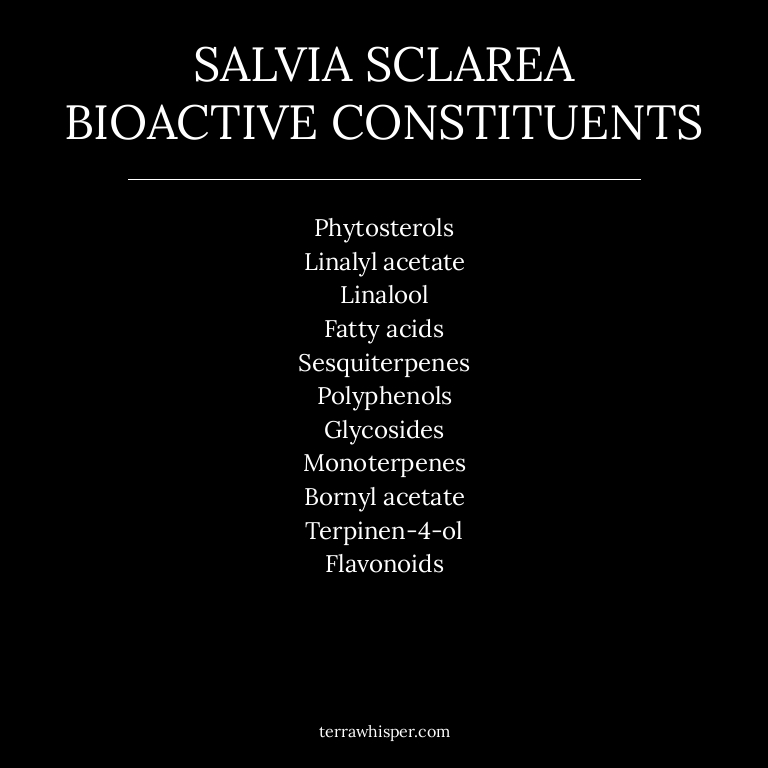 SALVIA SCLAREA
BIOACTIVE CONSTITUENTS
Phytosterols
Linalyl acetate
Linalool
Fatty acids
Sesquiterpenes
Polyphenols
Glycosides
Monoterpenes
Bornyl acetate
Terpinen-4-ol
Flavonoids
terrawhisper.com